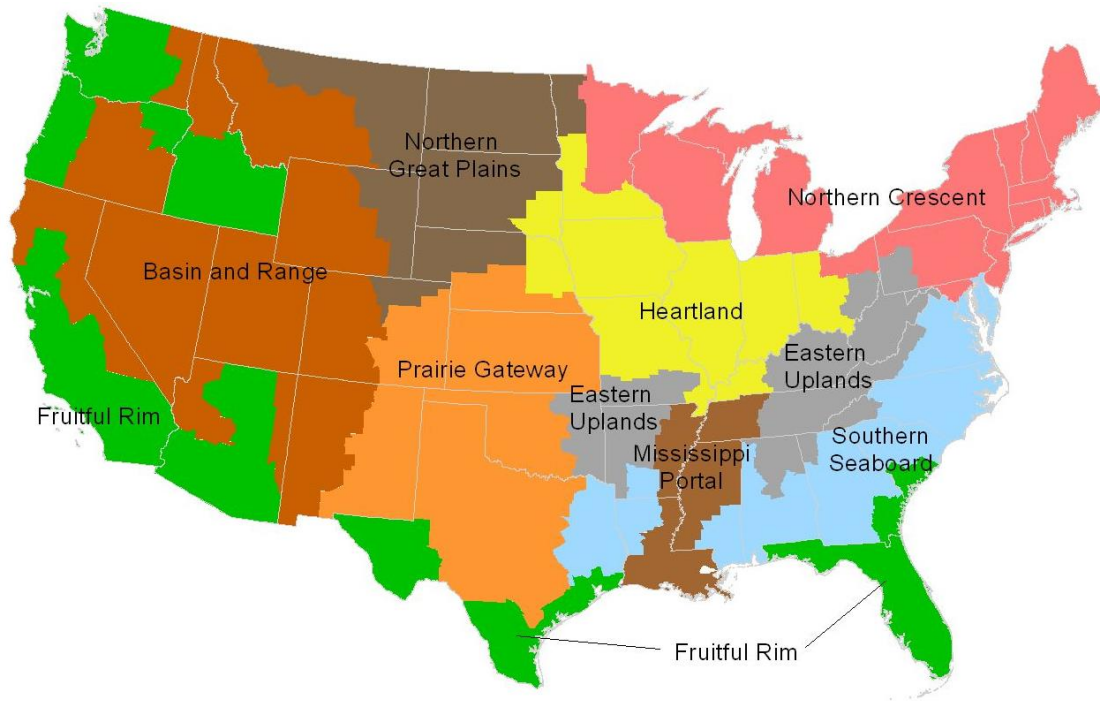 Northern
Great Plains
Northern Crescent
Basin and Range
Heartland
Eastern
Uplands
Prairie Gateway
Eastern
Uplands
Fruitful Rim
Southern
Seaboard
Mississippi
Portal
Fruitful Rim